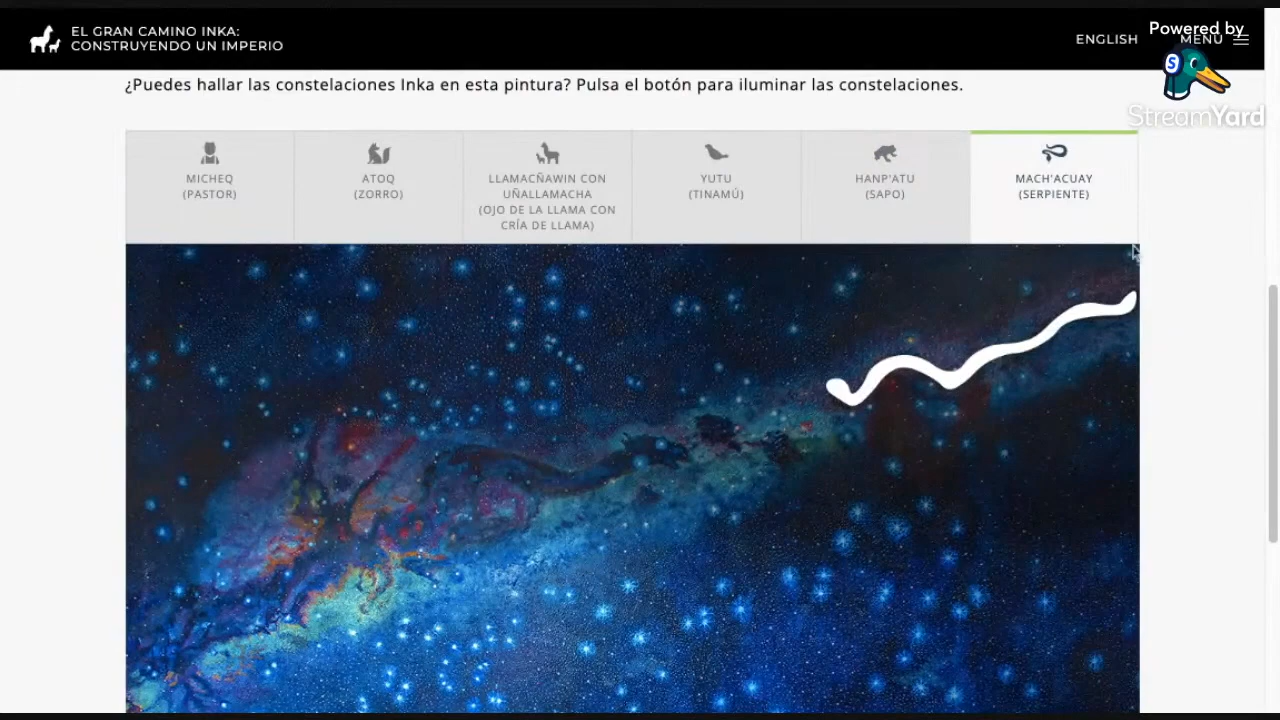 EL GRAN CAMINO INKA:
CONSTRUYENDO UN IMPERIO
ENGLISH
MENÚ
Powered by
S
StreamYard
¿Puedes hallar las constelaciones Inka en esta pintura? Pulsa el botón para iluminar las constelaciones.
MICHEQ
(PASTOR)
ATOQ
(ZORRO)
LLAMACÑAWIN CON
UÑALLAMACHA
(OJO DE LA LLAMA CON
CRÍA DE LLAMA)
YUTU
(TINAMÚ)
HANP'ATU
(SAPO)
MACH'ACUAY
(SERPIENTE)